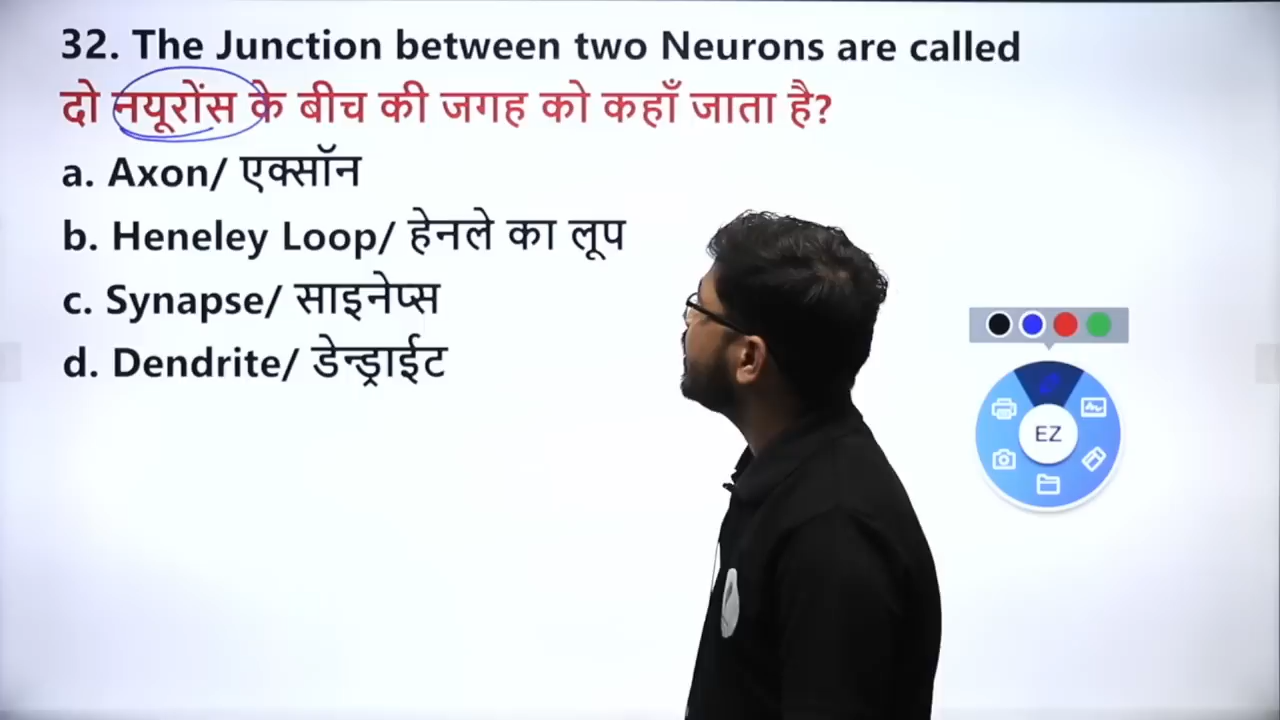 32. The Junction between two Neurons are called
दो नयूरोंस के बीच की जगह को कहाँ जाता है?
a. Axon/ एक्सॉन
b. Heneley Loop/ हेनले का लूप
c. Synapse/ साइनेप्स
d. Dendrite/ डेन्ड्राईट
EZ